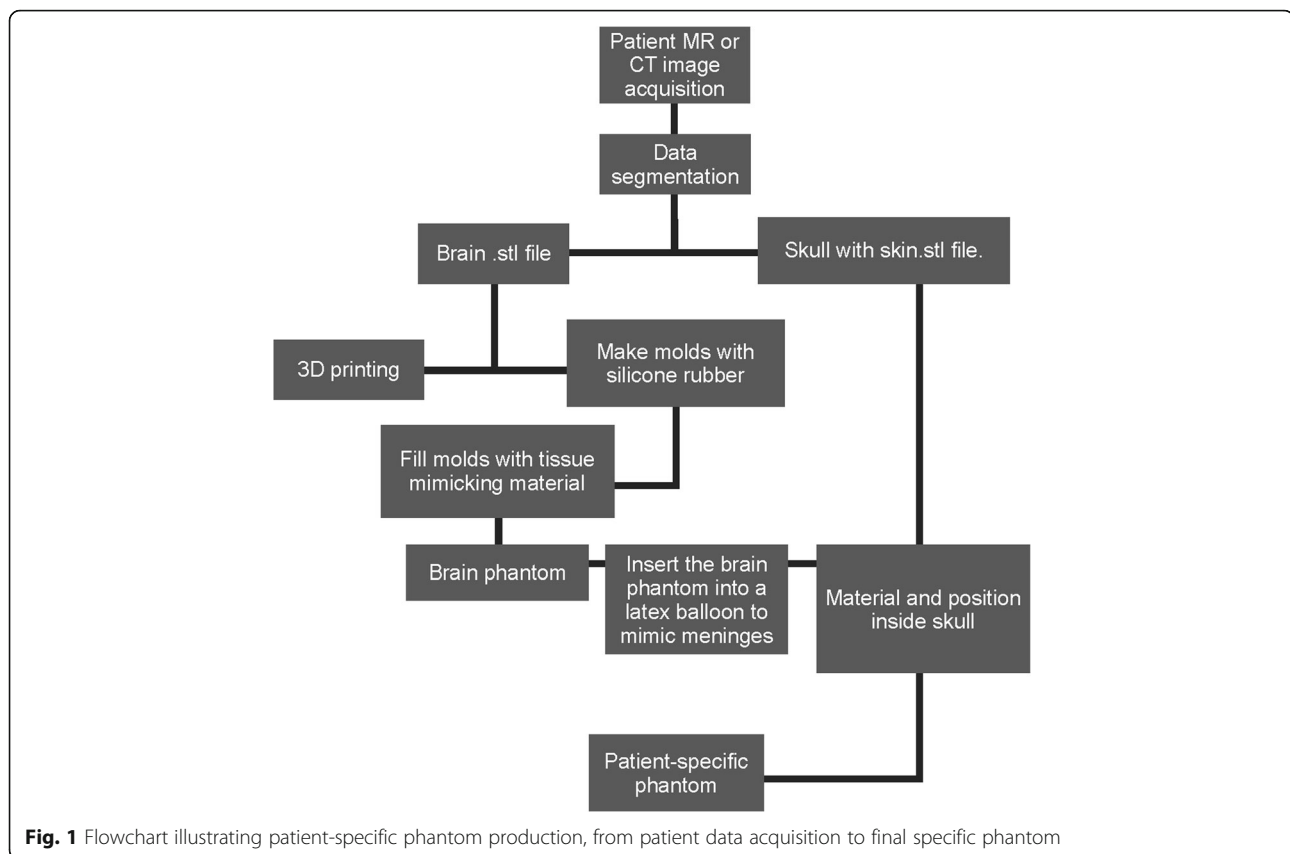 Patient MR or
CT image
acquisition
Data
segmentation
Brain .stl file
Skull with skin.stl file.
3D printing
Make molds with
silicone rubber
Fill molds with tissue
mimicking material
Brain phantom
Insert the brain
phantom into a
latex balloon to
mimic meninges
Material and position
inside skull
Patient-specific
phantom
Fig. 1 Flowchart illustrating patient-specific phantom production, from patient data acquisition to final specific phantom